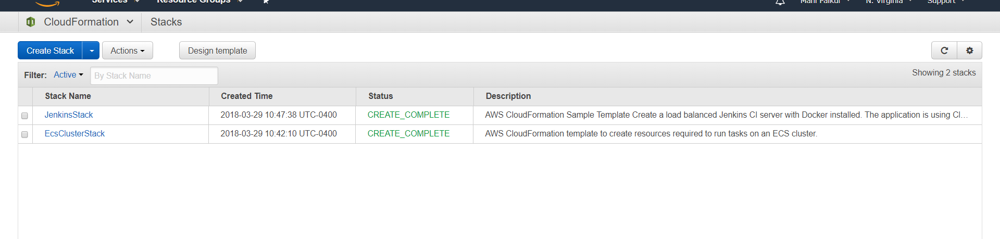 Services Resource Groups Mani Palkur N. Virginia Support
CloudFormation Stacks
Create Stack Actions Design template
Filter: Active By Stack Name Showing 2 stacks
Stack Name Created Time Status Description
JenkinsStack 2018-03-29 10:47:38 UTC-0400 CREATE_COMPLETE AWS CloudFormation Sample Template Create a load balanced Jenkins CI server with Docker installed. The application is using Cl...
EcsClusterStack 2018-03-29 10:42:10 UTC-0400 CREATE_COMPLETE AWS CloudFormation template to create resources required to run tasks on an ECS cluster.